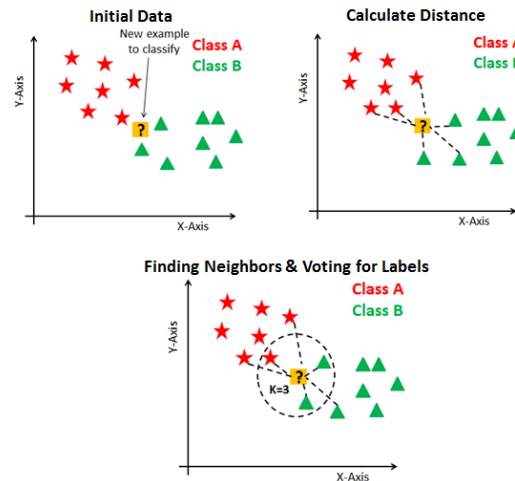 Initial Data
New example
to classify
Class A
Class B
?
Y-Axis
X-Axis
Calculate Distance
Class A
Class
?
Y-Axis
X-Axis
Finding Neighbors & Voting for Labels
Class A
Class B
?
K=3
Y-Axis
X-Axis